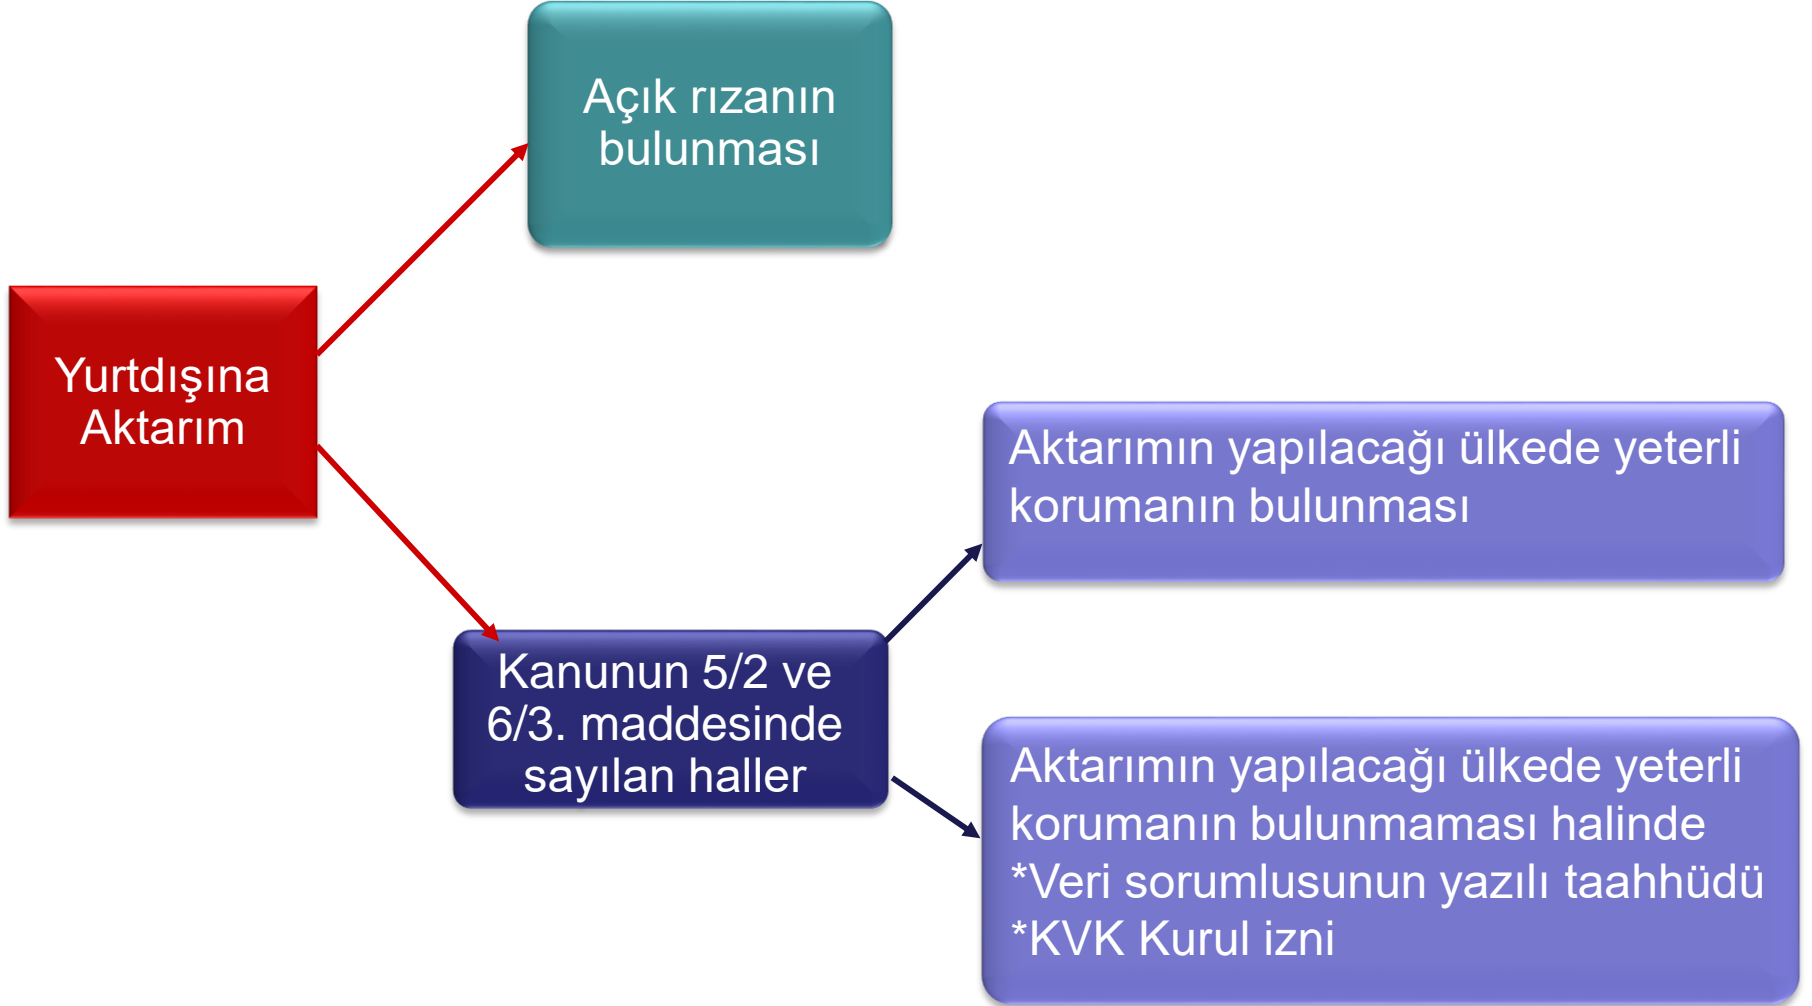 Açık rızanın
bulunması
Yurtdışına
Aktarım
Aktarımın yapılacağı ülkede yeterli
korumanın bulunması
Kanunun 5/2 ve
6/3. maddesinde
sayılan haller
Aktarımın yapılacağı ülkede yeterli
korumanın bulunmaması halinde
*Veri sorumlusunun yazılı taahhüdü
*KVK Kurul izni